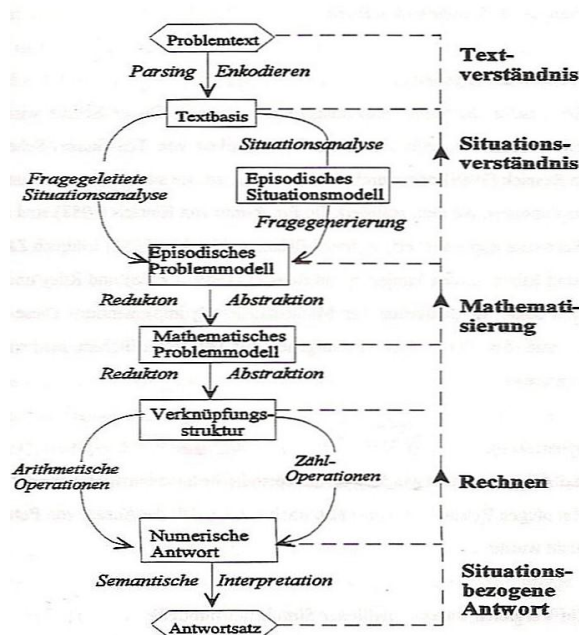 Problemtext
Parsing Enkodieren
Textbasis
Situationsanalyse
Fragegeleitete
Situationsanalyse
Episodisches
Situationsmodell
Fragegenerierung
Episodisches
Problemmodell
Redukton Abstraktion
Mathematisches
Problemmodell
Redukton Abstraktion
Verknüpfungs-
struktur
Arithmetische
Operationen
Zähl-
Operationen
Numerische
Antwort
Semantische Interpretation
Antwortsatz
Text-
verständnis
Situations-
verständnis
Mathemati-
sierung
Rechnen
Situations-
bezogene
Antwort